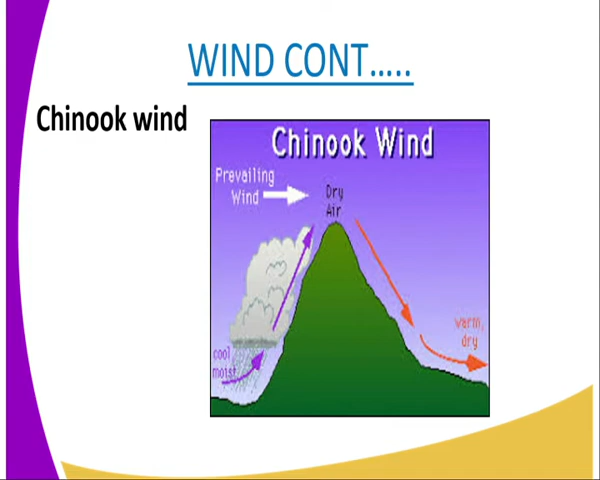 WIND CONT.....
Chinook wind
Chinook Wind
Prevailing
Wind
Dry
Air
warm,
dry
cool
moist